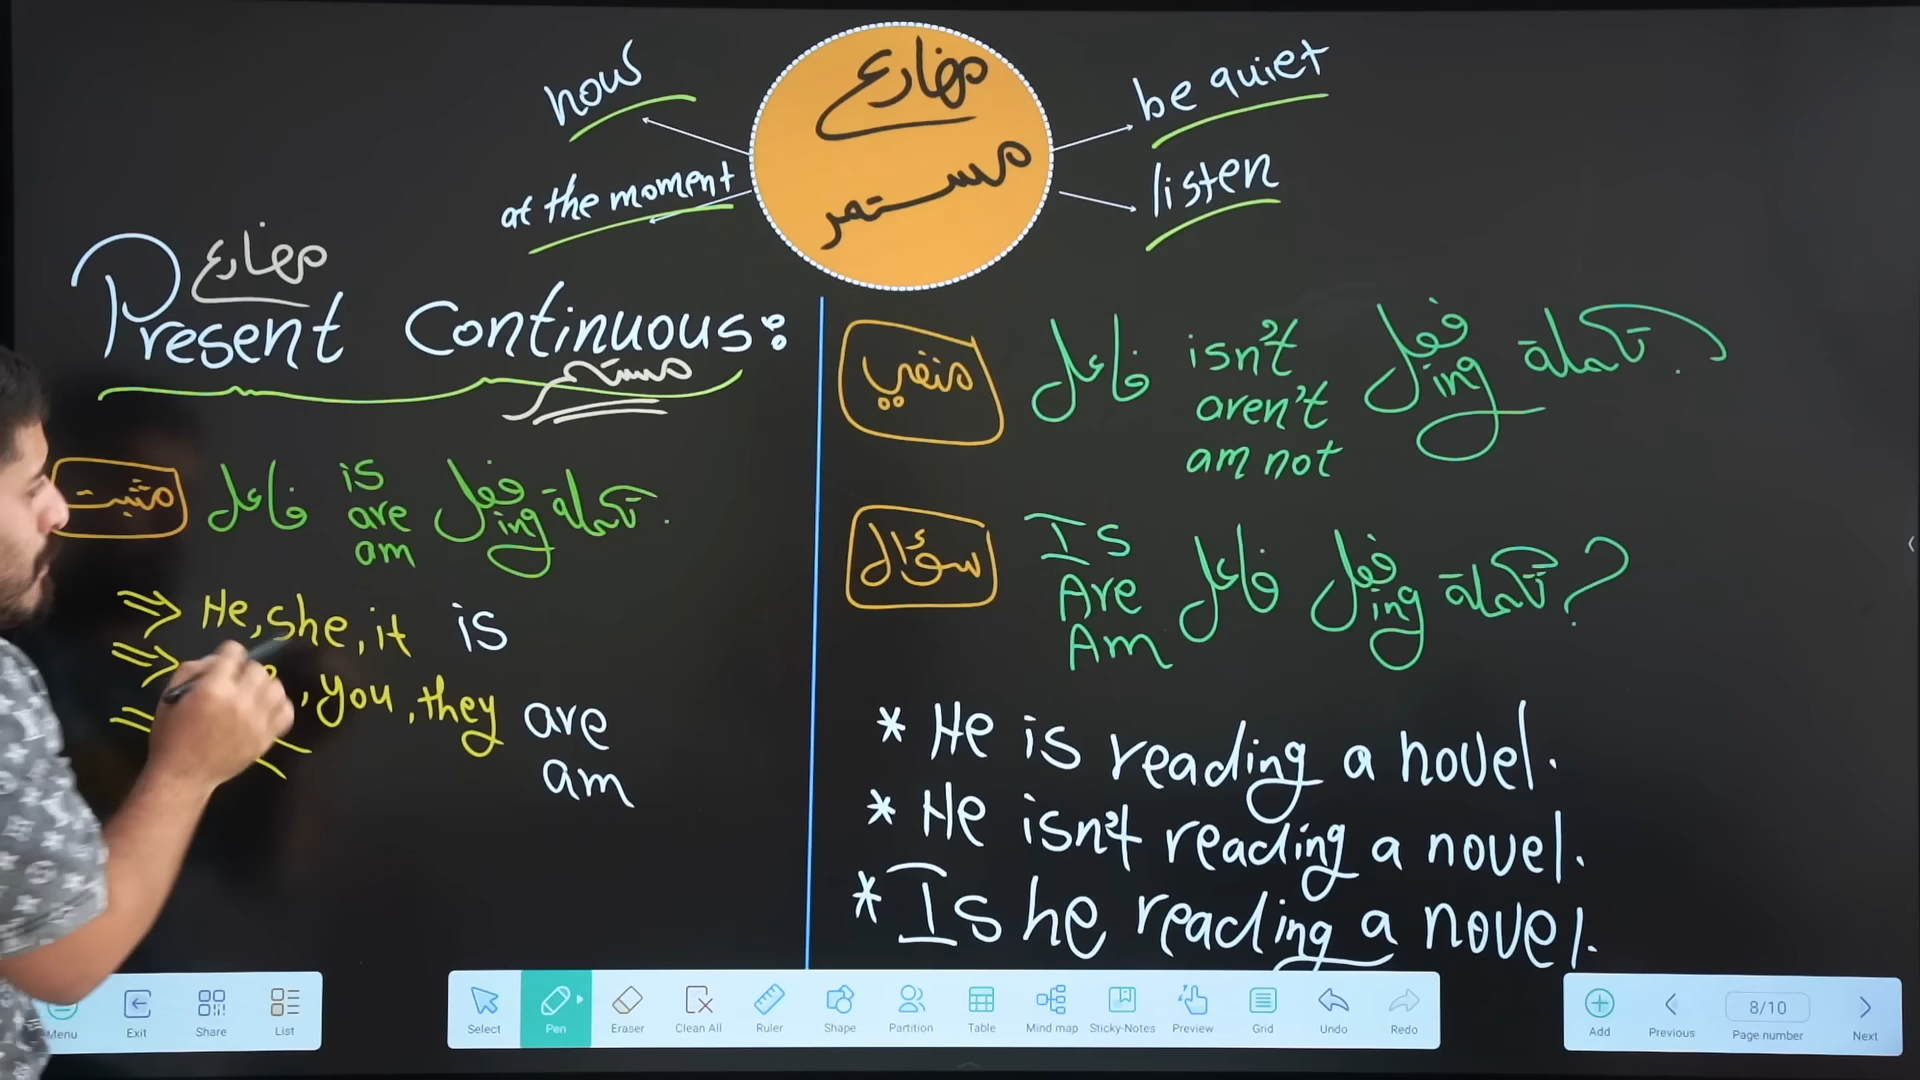 now
at the moment
مضارع
مستمر
be quiet
listen
مضارع
Present Continuous:
مستمر
مثبت
فاعل is are am فعل ing تكملة .
He, she, it is
, you, they are
am
منفي
فاعل isn't aren't am not فعل ing تكملة .
سؤال
Is Are Am فاعل فعل ing تكملة ?
* He is reading a novel.
* He isn't reading a novel.
* Is he reading a novel.
Menu Exit Share List
Select Pen Eraser Clean All Ruler Shape Partition Table Mind map Sticky-Notes Preview Grid Undo Redo
Add Previous 8/10 Page number Next